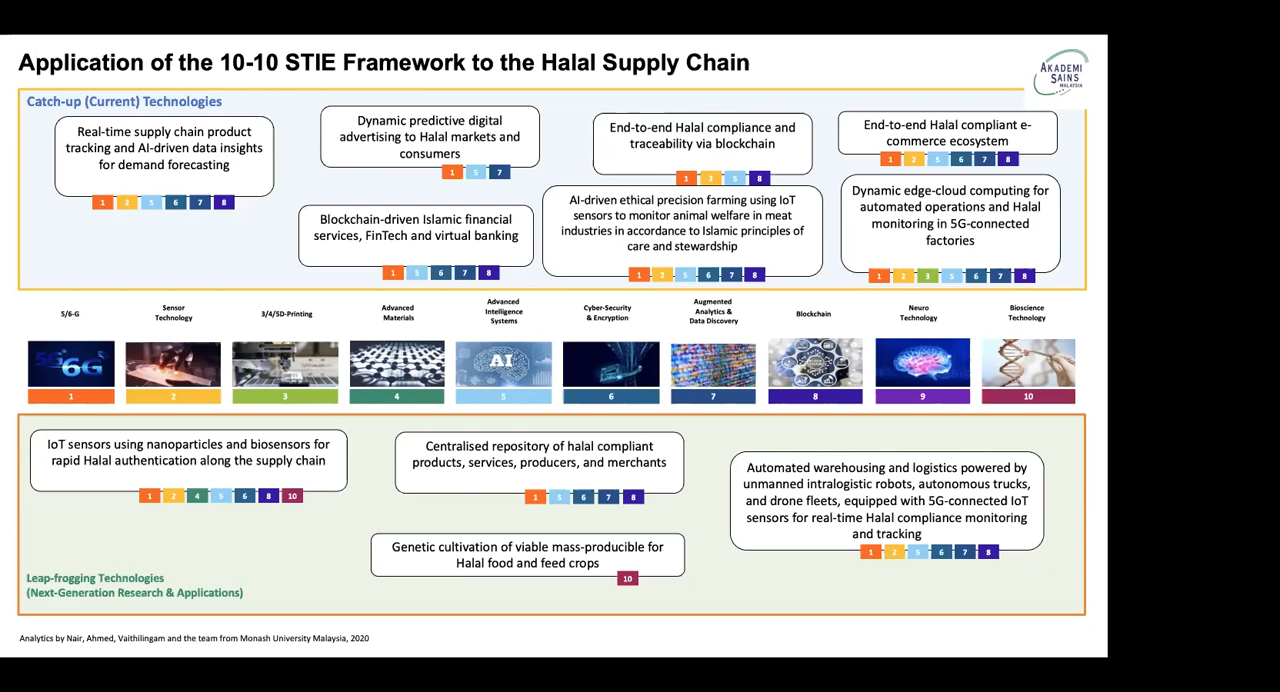 Application of the 10-10 STIE Framework to the Halal Supply Chain
AKADEMI
SAINS
MALAYSIA
Catch-up (Current) Technologies
Real-time supply chain product
tracking and AI-driven data insights
for demand forecasting
1 2 5 6 7 8
Dynamic predictive digital
advertising to Halal markets and
consumers
1 5 7
End-to-end Halal compliance and
traceability via blockchain
1 2 5 8
End-to-end Halal compliant e-
commerce ecosystem
1 2 5 6 7 8
Blockchain-driven Islamic financial
services, FinTech and virtual banking
1 5 6 7 8
AI-driven ethical precision farming using IoT
sensors to monitor animal welfare in meat
industries in accordance to Islamic principles of
care and stewardship
1 2 5 6 7 8
Dynamic edge-cloud computing for
automated operations and Halal
monitoring in 5G-connected
factories
1 2 3 5 6 7 8
5/6-G
Sensor
Technology
3/4/5D-Printing
Advanced
Materials
Advanced
Intelligence
Systems
Cyber-Security
& Encryption
Augmented
Analytics &
Data Discovery
Blockchain
Neuro
Technology
Bioscience
Technology
5G 6G
AI
1 2 3 4 5 6 7 8 9 10
IoT sensors using nanoparticles and biosensors for
rapid Halal authentication along the supply chain
1 2 4 5 6 8 10
Centralised repository of halal compliant
products, services, producers, and merchants
1 5 6 7 8
Automated warehousing and logistics powered by
unmanned intralogistic robots, autonomous trucks,
and drone fleets, equipped with 5G-connected IoT
sensors for real-time Halal compliance monitoring
and tracking
1 2 5 6 7 8
Genetic cultivation of viable mass-producible for
Halal food and feed crops
10
Leap-frogging Technologies
(Next-Generation Research & Applications)
Analytics by Nair, Ahmed, Vaithilingam and the team from Monash University Malaysia, 2020